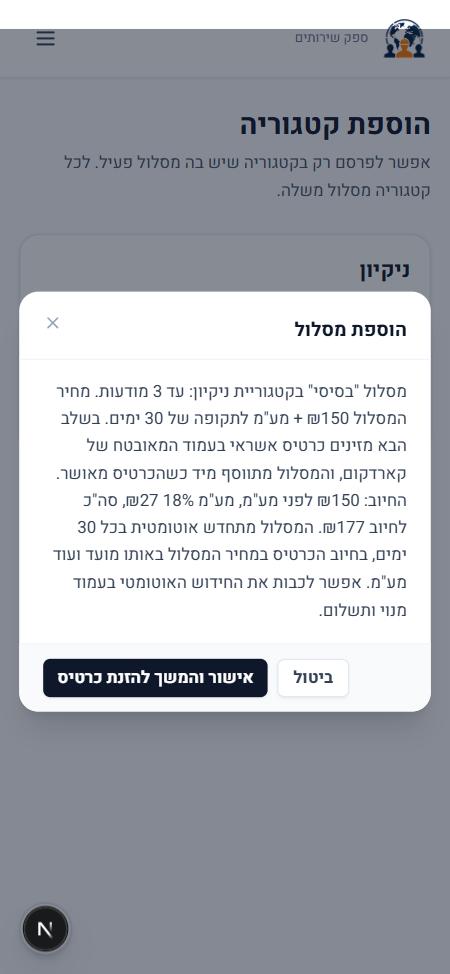 ספק שירותים
הוספת קטגוריה
אפשר לפרסם רק בקטגוריה שיש בה מסלול פעיל. לכל
קטגוריה מסלול משלה.
ניקיון
הוספת מסלול
מסלול "בסיסי" בקטגוריית ניקיון: עד 3 מודעות. מחיר
המסלול ₪150 + מע"מ לתקופה של 30 ימים. בשלב
הבא מזינים כרטיס אשראי בעמוד המאובטח של
קארדקום, והמסלול מתווסף מיד כשהכרטיס מאושר.
החיוב: ₪150 לפני מע"מ, מע"מ 18% ₪27, סה"כ
לחיוב ₪177. המסלול מתחדש אוטומטית בכל 30
ימים, בחיוב הכרטיס במחיר המסלול באותו מועד ועוד
מע"מ. אפשר לכבות את החידוש האוטומטי בעמוד
מנוי ותשלום.
ביטול
אישור והמשך להזנת כרטיס
N